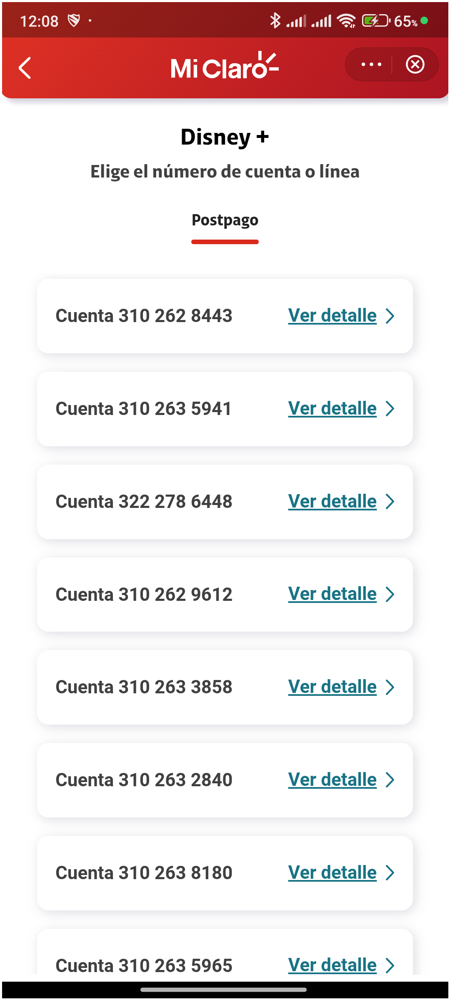 12:08
65%
Mi Claro
Disney +
Elige el número de cuenta o línea
Postpago
Cuenta 310 262 8443 Ver detalle
Cuenta 310 263 5941 Ver detalle
Cuenta 322 278 6448 Ver detalle
Cuenta 310 262 9612 Ver detalle
Cuenta 310 263 3858 Ver detalle
Cuenta 310 263 2840 Ver detalle
Cuenta 310 263 8180 Ver detalle
Cuenta 310 263 5965 Ver detalle